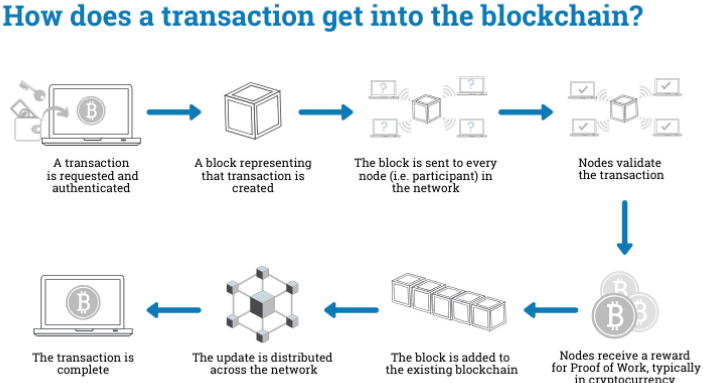 How does a transaction get into the blockchain?
A transaction
is requested and
authenticated
A block representing
that transaction is
created
The block is sent to every
node (i.e. participant) in
the network
Nodes validate
the transaction
The transaction is
complete
The update is distributed
across the network
The block is added to
the existing blockchain
Nodes receive a reward
for Proof of Work, typically
in cryptocurrency